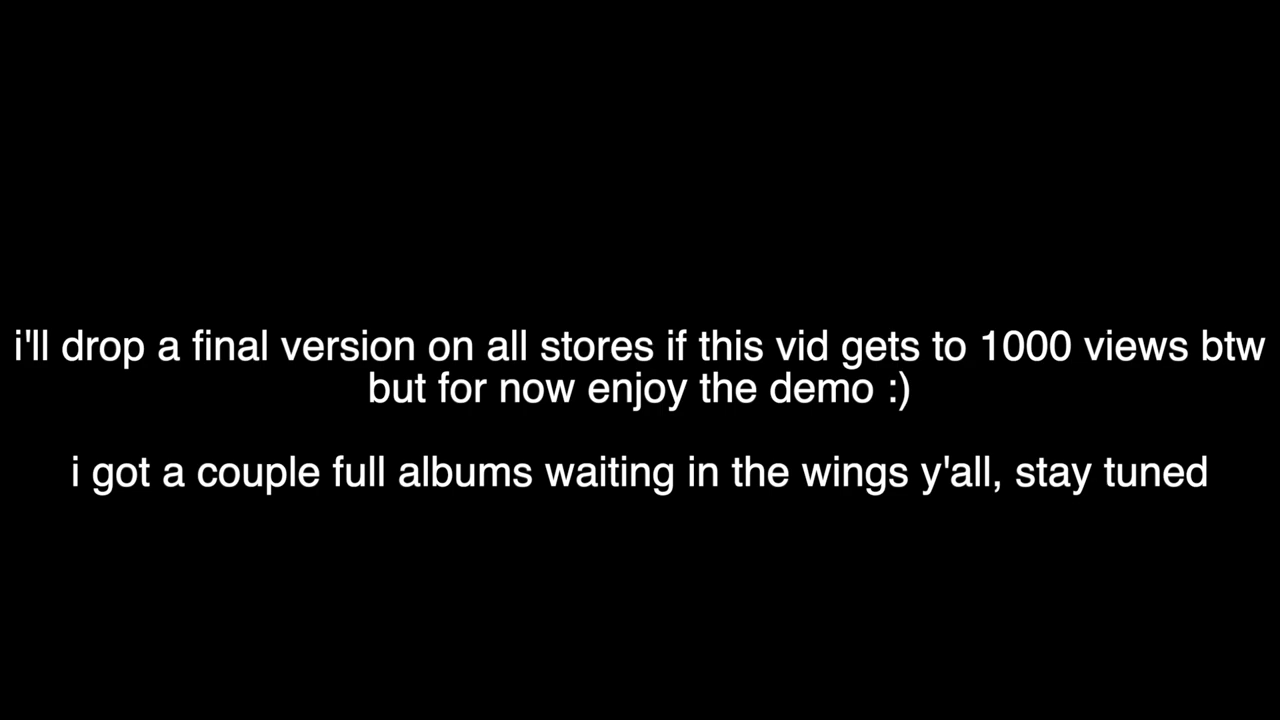 i'll drop a final version on all stores if this vid gets to 1000 views btw
but for now enjoy the demo :)
i got a couple full albums waiting in the wings y'all, stay tuned